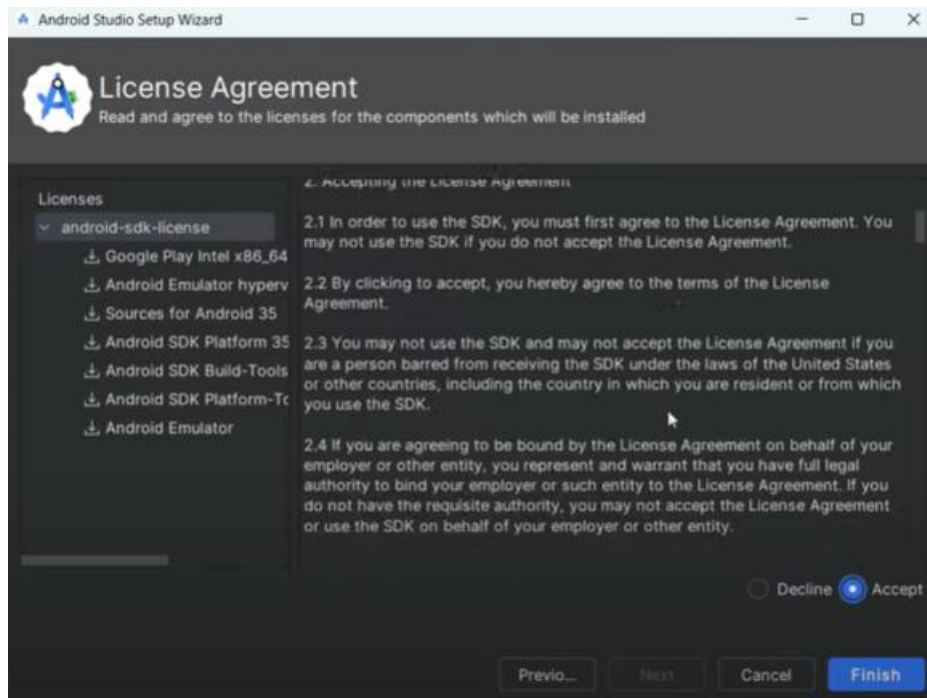 Android Studio Setup Wizard
License Agreement
Read and agree to the licenses for the components which will be installed
Licenses
android-sdk-license
Google Play Intel x86_64
Android Emulator hyperv
Sources for Android 35
Android SDK Platform 35
Android SDK Build-Tools
Android SDK Platform-To
Android Emulator
2. Accepting the License Agreement
2.1 In order to use the SDK, you must first agree to the License Agreement. You
may not use the SDK if you do not accept the License Agreement.
2.2 By clicking to accept, you hereby agree to the terms of the License
Agreement.
2.3 You may not use the SDK and may not accept the License Agreement if you
are a person barred from receiving the SDK under the laws of the United States
or other countries, including the country in which you are resident or from which
you use the SDK.
2.4 If you are agreeing to be bound by the License Agreement on behalf of your
employer or other entity, you represent and warrant that you have full legal
authority to bind your employer or such entity to the License Agreement. If you
do not have the requisite authority, you may not accept the License Agreement
or use the SDK on behalf of your employer or other entity.
Decline Accept
Previo... Next Cancel Finish